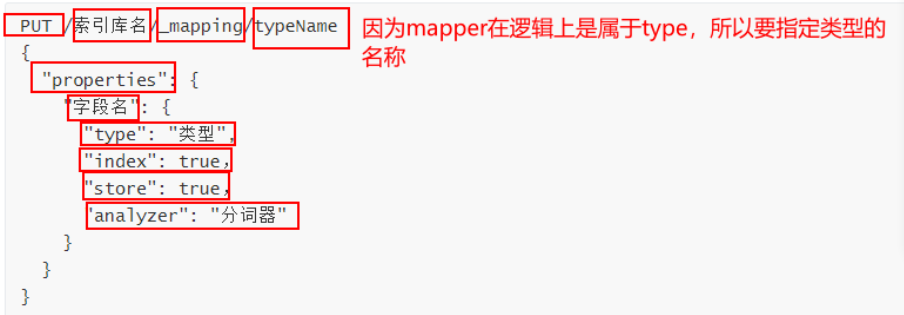 PUT /索引库名/_mapping/typeName
因为mapper在逻辑上是属于type，所以要指定类型的
名称
{
"properties": {
"字段名": {
"type": "类型",
"index": true，
"store": true，
"analyzer": "分词器"
}
}
}